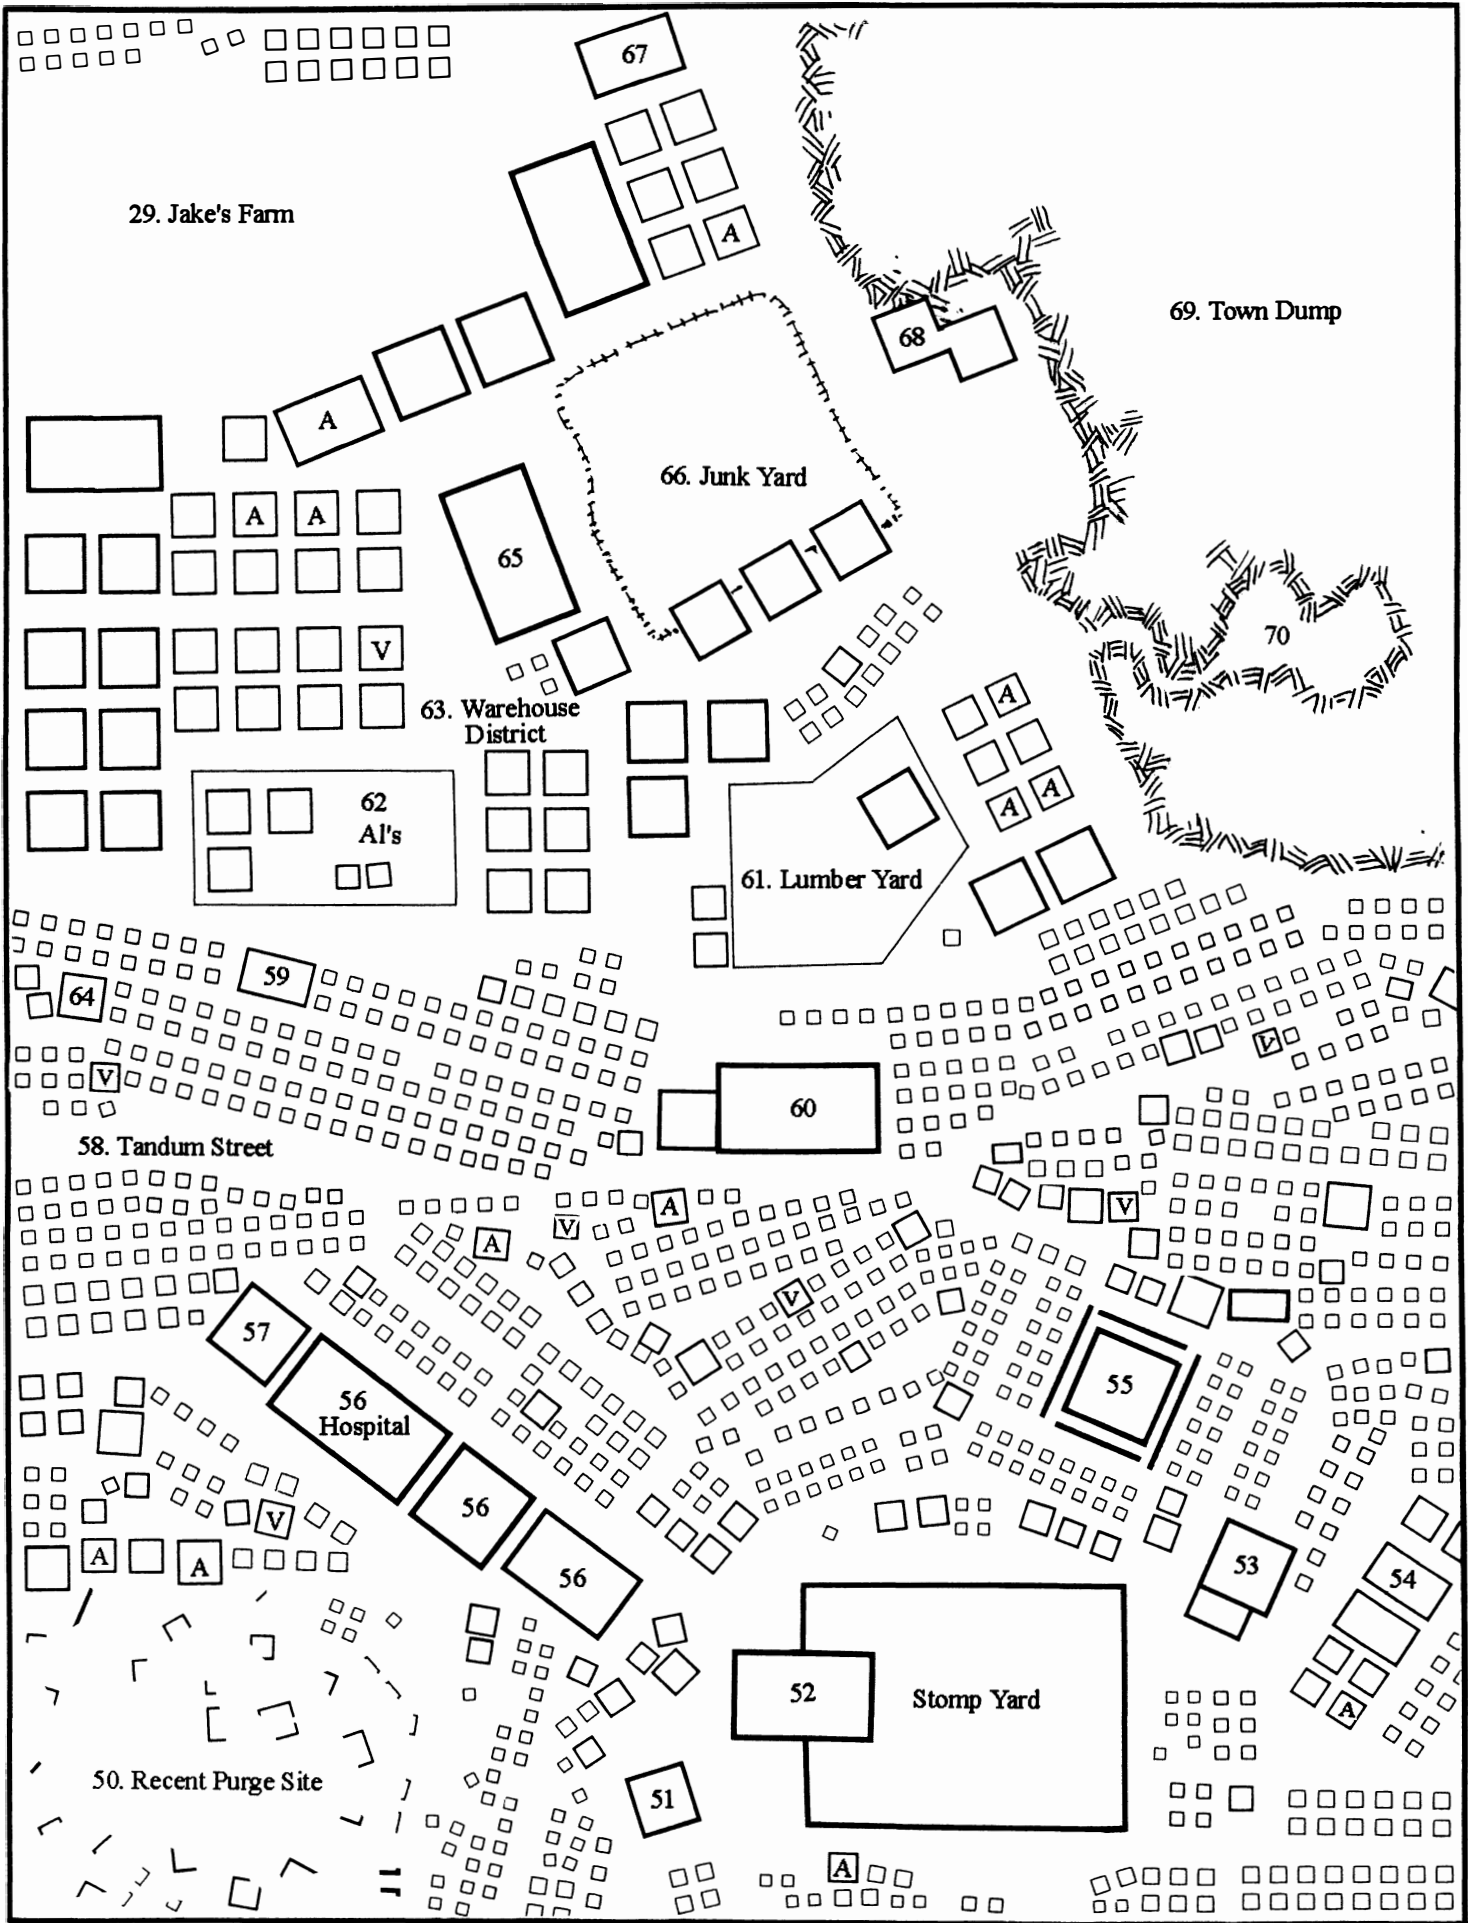 67
29. Jake's Farm
A
69. Town Dump
68
A
66. Junk Yard
A
A
65
70
V
A
63. Warehouse
District
A
A
62
Al's
61. Lumber Yard
59
64
V
V
60
58. Tandum Street
A
V
V
A
V
57
55
56
Hospital
56
V
A
A
56
53
54
52
Stomp Yard
A
50. Recent Purge Site
51
A